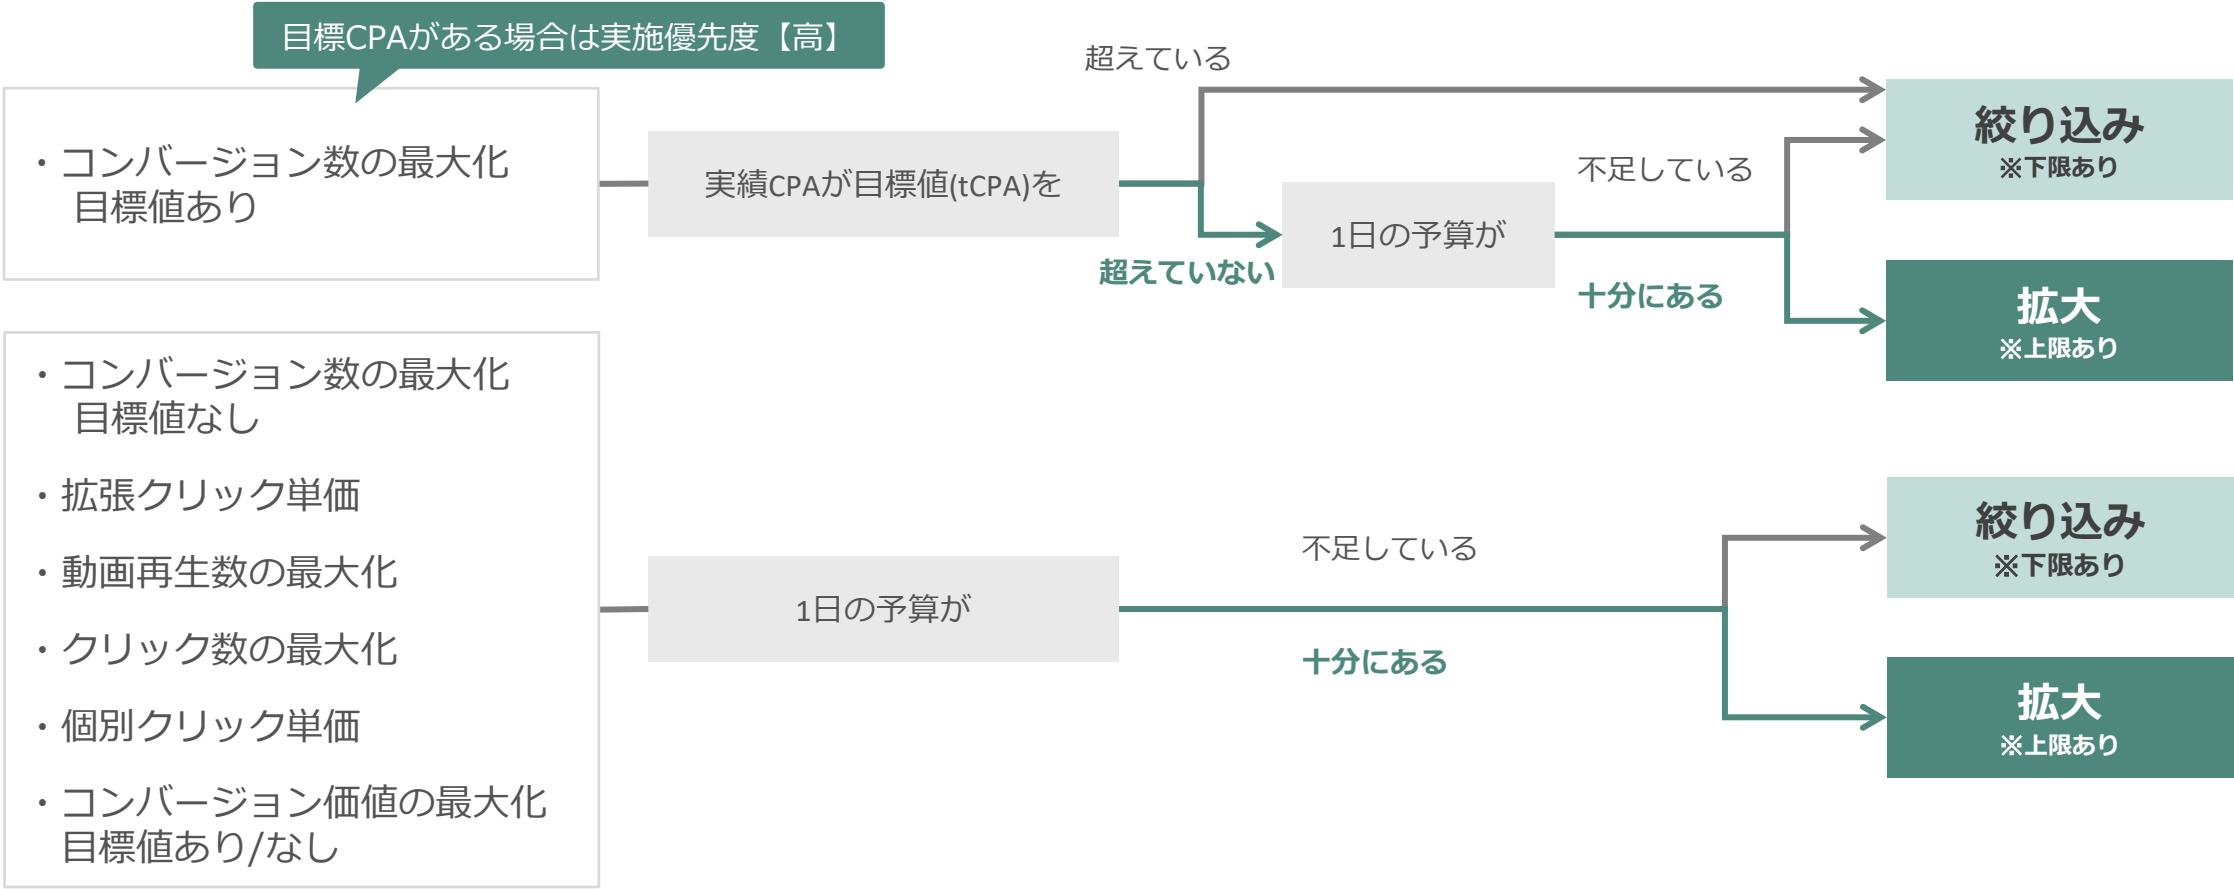 目標CPAがある場合は実施優先度【高】
・コンバージョン数の最大化
目標値あり
実績CPAが目標値(tCPA)を
超えている
超えていない
1日の予算が
不足している
十分にある
絞り込み
※下限あり
拡大
※上限あり
・コンバージョン数の最大化
目標値なし
・拡張クリック単価
・動画再生数の最大化
・クリック数の最大化
・個別クリック単価
・コンバージョン価値の最大化
目標値あり/なし
1日の予算が
不足している
十分にある
絞り込み
※下限あり
拡大
※上限あり